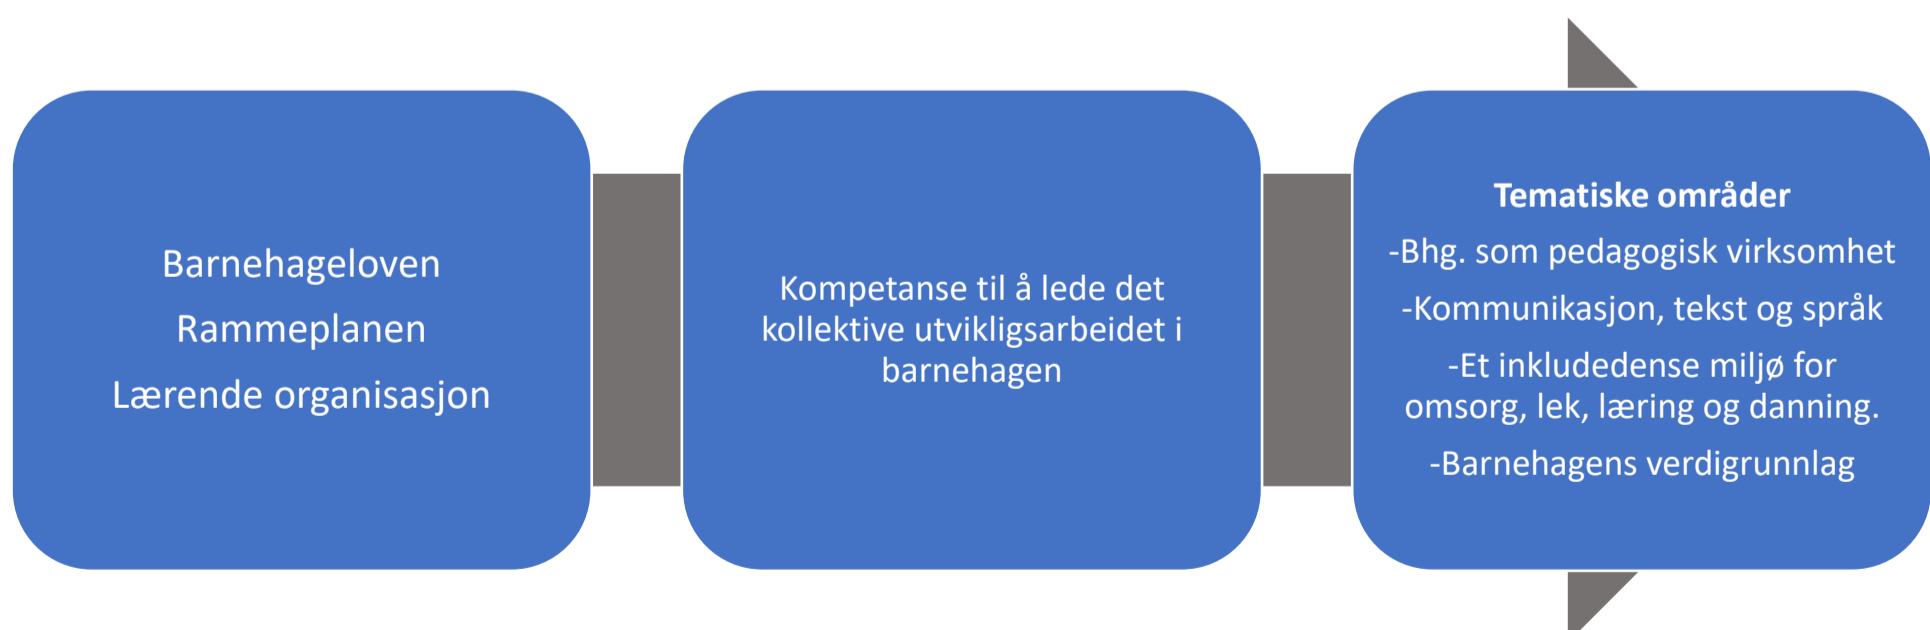 Barnehageloven
Rammeplanen
Lærende organisasjon
Kompetanse til å lede det
kollektive utvikligsarbeidet i
barnehagen
Tematiske områder
-Bhg. som pedagogisk virksomhet
-Kommunikasjon, tekst og språk
-Et inkludedense miljø for
omsorg, lek, læring og danning.
-Barnehagens verdigrunnlag